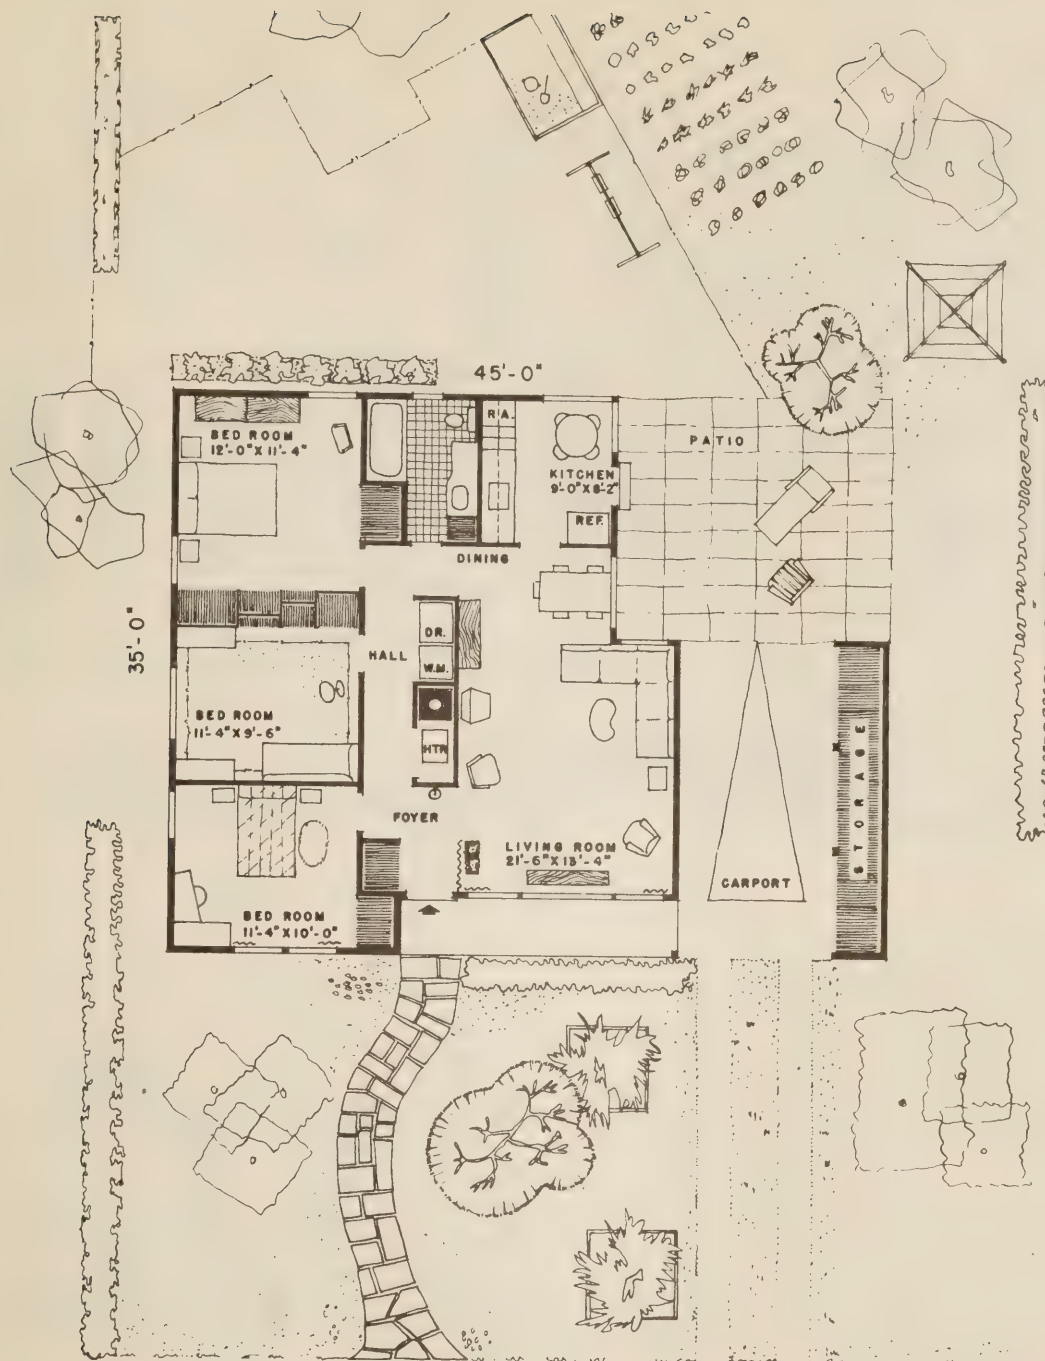 45'-0"
BED ROOM
12'-0" X 11'-4"
R.A.
PATIO
KITCHEN
9'-0" X 8'-2"
REF.
DINING
35'-0"
DR.
HALL
W.M.
BED ROOM
11'-4" X 9'-6"
HTR.
STORAGE
FOYER
LIVING ROOM
21'-6" X 13'-4"
CARPORT
BED ROOM
11'-4" X 10'-0"